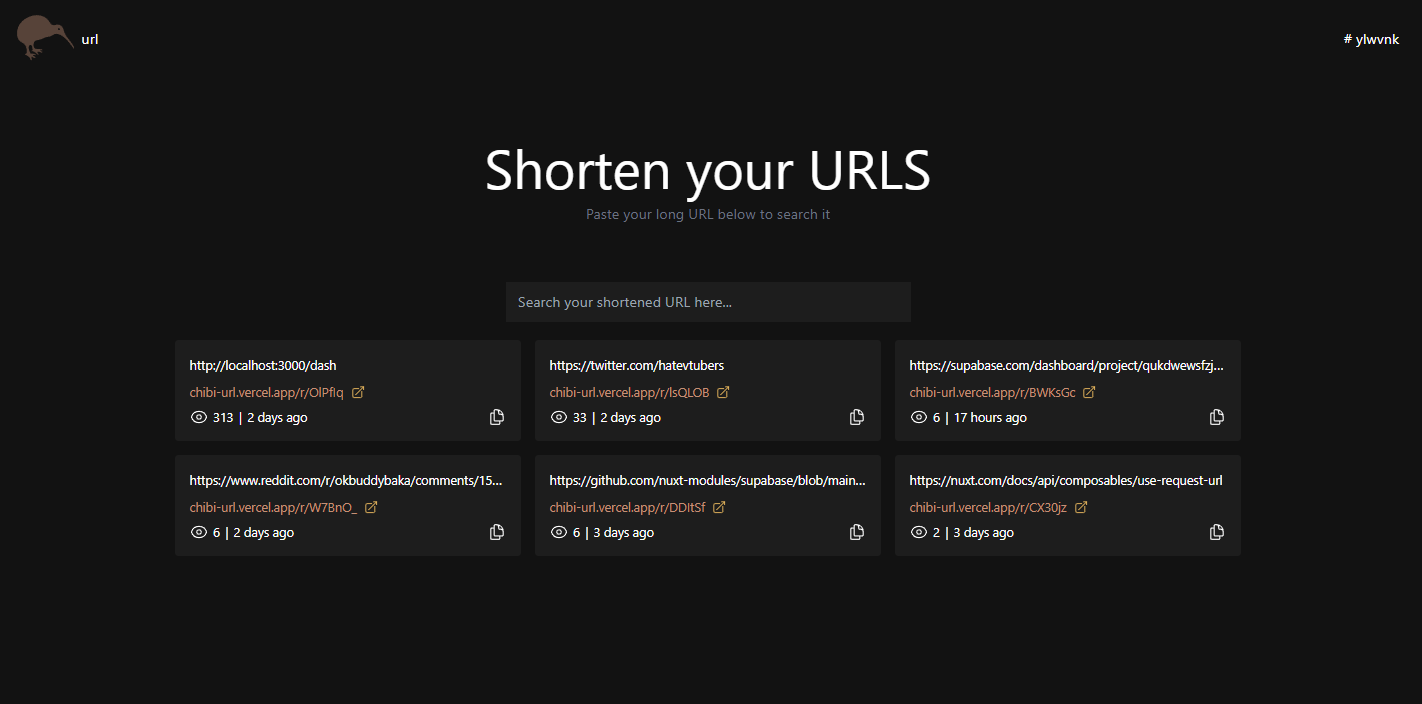 url
# ylwvnk
Shorten your URLS
Paste your long URL below to search it
Search your shortened URL here...
http://localhost:3000/dash
chibi-url.vercel.app/r/OlPfIq
313 | 2 days ago
https://twitter.com/hatevtubers
chibi-url.vercel.app/r/lsQLOB
33 | 2 days ago
https://supabase.com/dashboard/project/qukdwewsfzj...
chibi-url.vercel.app/r/BWKsGc
6 | 17 hours ago
https://www.reddit.com/r/okbuddybaka/comments/15...
chibi-url.vercel.app/r/W7BnO_
6 | 2 days ago
https://github.com/nuxt-modules/supabase/blob/main...
chibi-url.vercel.app/r/DDItSf
6 | 3 days ago
https://nuxt.com/docs/api/composables/use-request-url
chibi-url.vercel.app/r/CX30jz
2 | 3 days ago